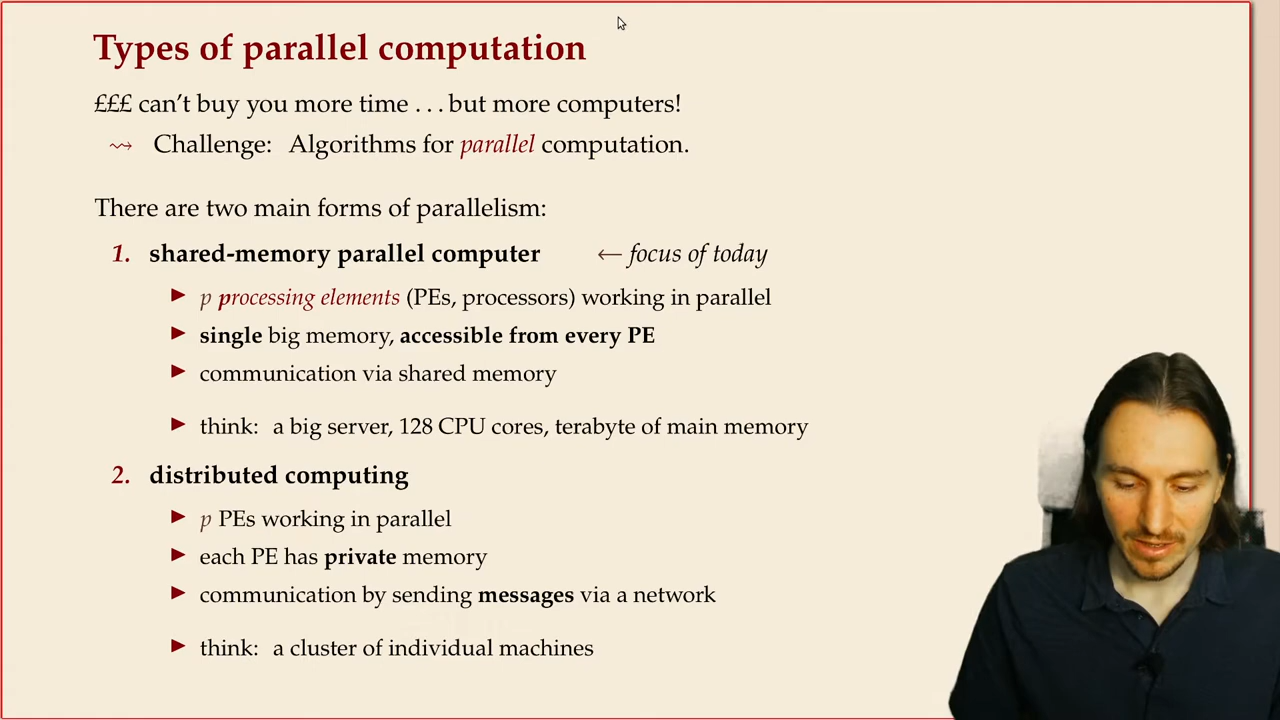 Types of parallel computation
£££ can't buy you more time . . . but more computers!
⇝ Challenge: Algorithms for parallel computation.
There are two main forms of parallelism:
1. shared-memory parallel computer ← focus of today
▶ p processing elements (PEs, processors) working in parallel
▶ single big memory, accessible from every PE
▶ communication via shared memory
▶ think: a big server, 128 CPU cores, terabyte of main memory
2. distributed computing
▶ p PEs working in parallel
▶ each PE has private memory
▶ communication by sending messages via a network
▶ think: a cluster of individual machines